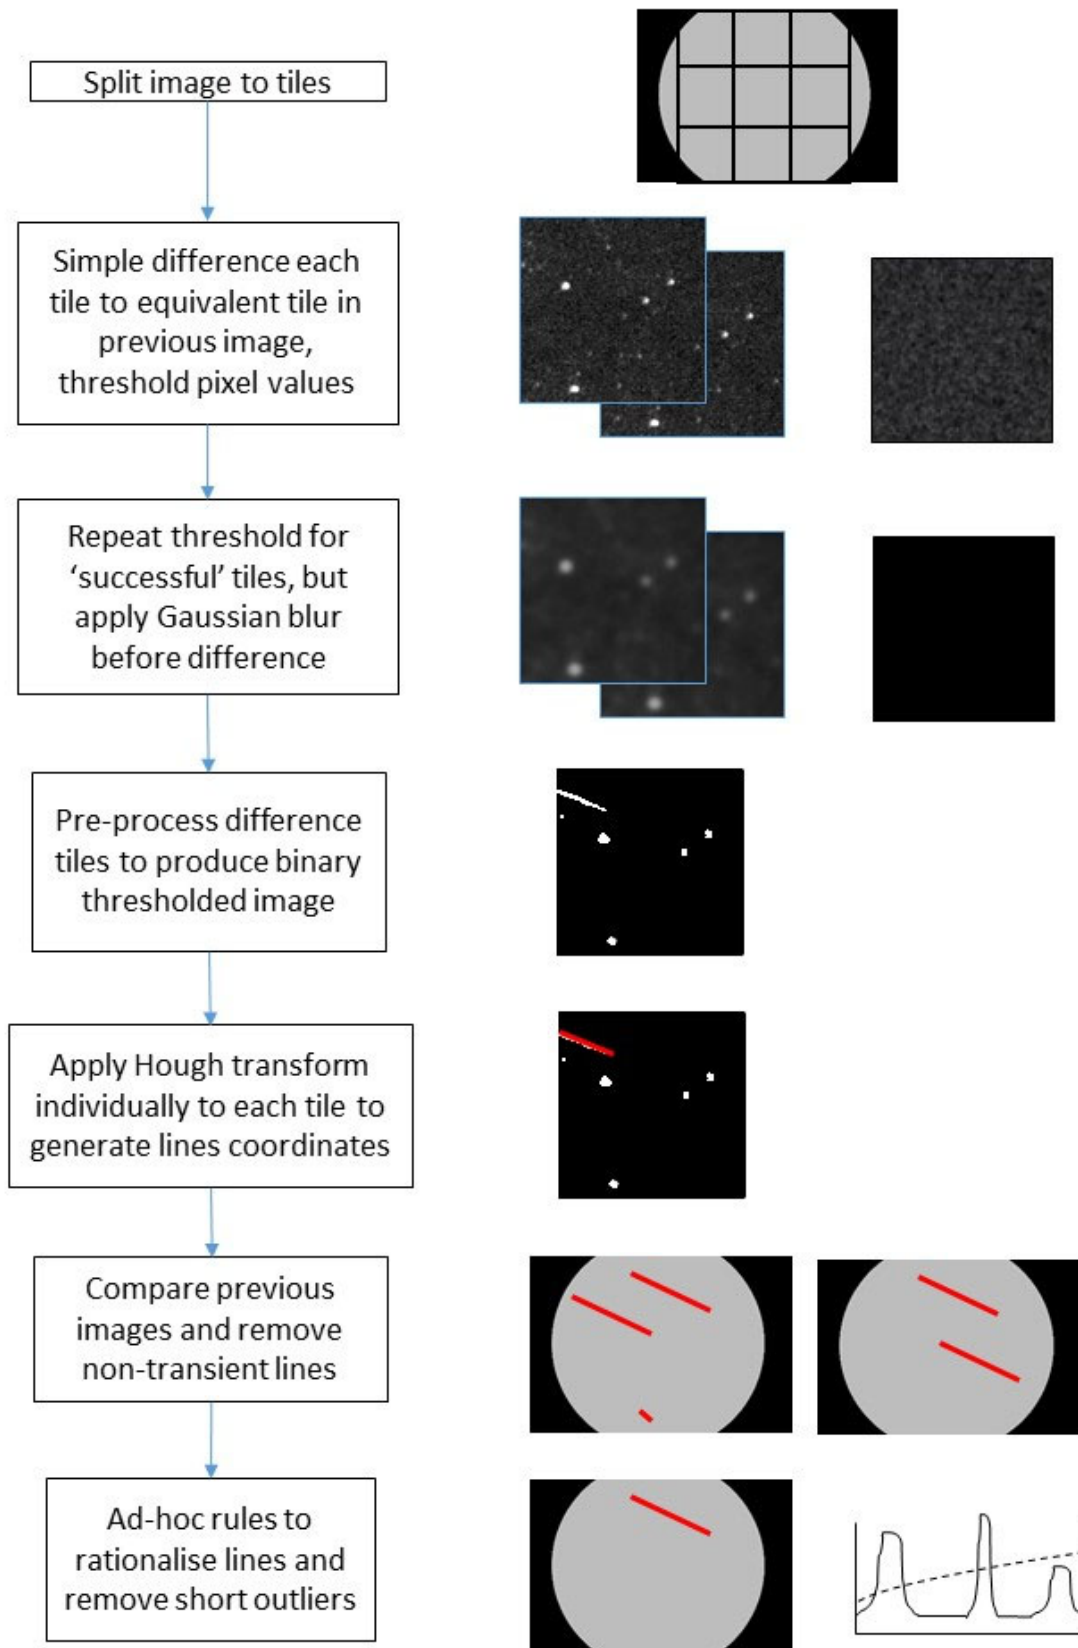 Split image to tiles
Simple difference each
tile to equivalent tile in
previous image,
threshold pixel values
Repeat threshold for
‘successful’ tiles, but
apply Gaussian blur
before difference
Pre-process difference
tiles to produce binary
thresholded image
Apply Hough transform
individually to each tile to
generate lines coordinates
Compare previous
images and remove
non-transient lines
Ad-hoc rules to
rationalise lines and
remove short outliers